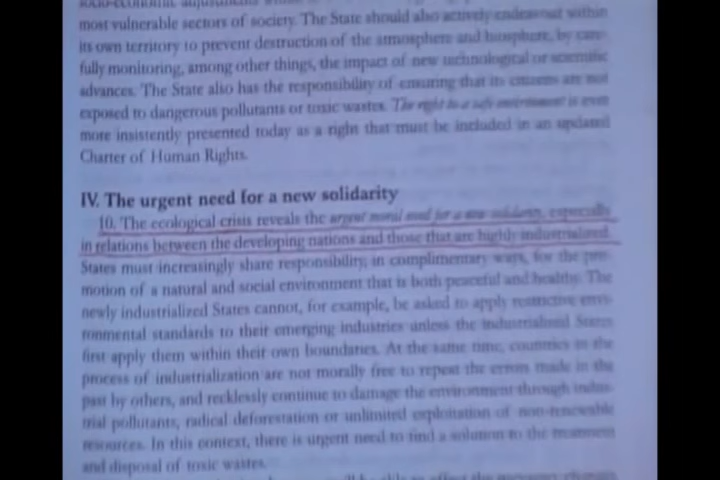 most vulnerable sectors of society. The State should also actively endeavour within
its own territory to prevent destruction of the atmosphere and biosphere, by care-
fully monitoring, among other things, the impact of new technological or scientific
advances. The State also has the responsibility of ensuring that its citizens are not
exposed to dangerous pollutants or toxic wastes. The right to a safe environment is ever
more insistently presented today as a right that must be included in an updated
Charter of Human Rights.
IV. The urgent need for a new solidarity
10. The ecological crisis reveals the urgent moral need for a new solidarity, especially
in relations between the developing nations and those that are highly industrialized.
States must increasingly share responsibility, in complimentary ways, for the pro-
motion of a natural and social environment that is both peaceful and healthy. The
newly industrialized States cannot, for example, be asked to apply restrictive envi-
ronmental standards to their emerging industries unless the industrialized States
first apply them within their own boundaries. At the same time, countries in the
process of industrialization are not morally free to repeat the errors made in the
past by others, and recklessly continue to damage the environment through indus-
trial pollutants, radical deforestation or unlimited exploitation of non-renewable
resources. In this context, there is urgent need to find a solution to the treatment
and disposal of toxic wastes.